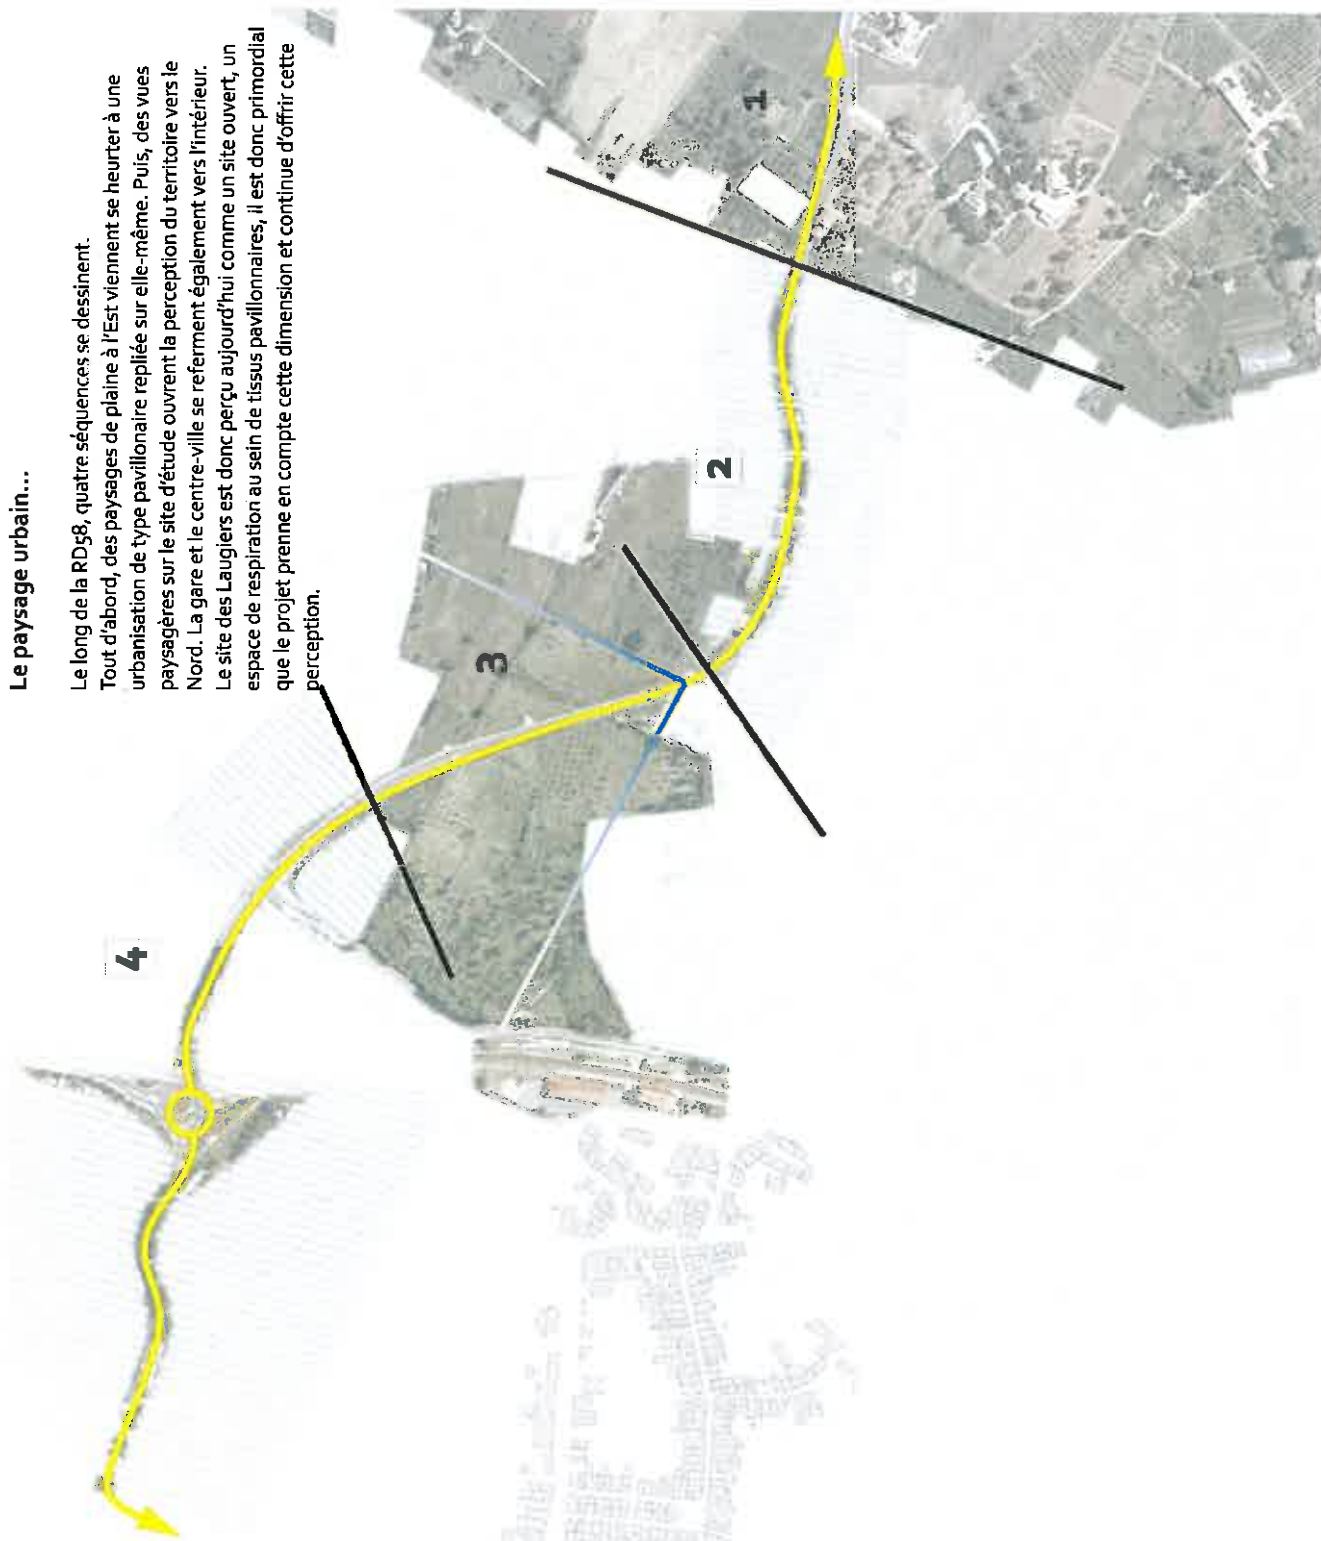 Le paysage urbain...
Le long de la RD58, quatre séquences se dessinent.
Tout d'abord, des paysages de plaine à l'Est viennent se heurter à une
urbanisation de type pavillonaire repliée sur elle-même. Puis, des vues
paysagères sur le site d'étude ouvrent la perception du territoire vers le
Nord. La gare et le centre-ville se referment également vers l'intérieur.
Le site des Laugiers est donc perçu aujourd'hui comme un site ouvert, un
espace de respiration au sein de tissus pavillonnaires, il est donc primordial
que le projet prenne en compte cette dimension et continue d'offrir cette
perception.
1
2
3
4